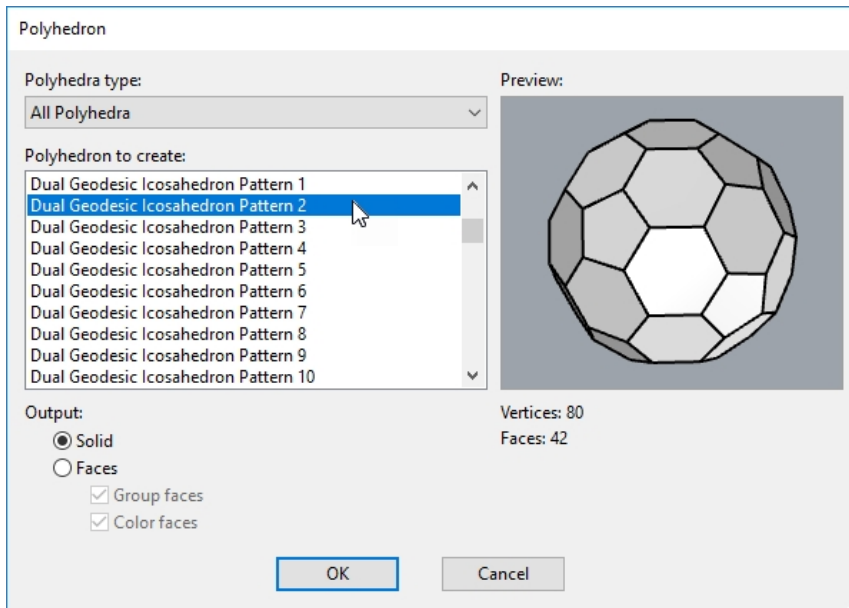 Polyhedron
Polyhedra type:
All Polyhedra
Polyhedron to create:
Dual Geodesic Icosahedron Pattern 1
Dual Geodesic Icosahedron Pattern 2
Dual Geodesic Icosahedron Pattern 3
Dual Geodesic Icosahedron Pattern 4
Dual Geodesic Icosahedron Pattern 5
Dual Geodesic Icosahedron Pattern 6
Dual Geodesic Icosahedron Pattern 7
Dual Geodesic Icosahedron Pattern 8
Dual Geodesic Icosahedron Pattern 9
Dual Geodesic Icosahedron Pattern 10
Output:
Solid
Faces
Group faces
Color faces
Preview:
Vertices: 80
Faces: 42
OK
Cancel